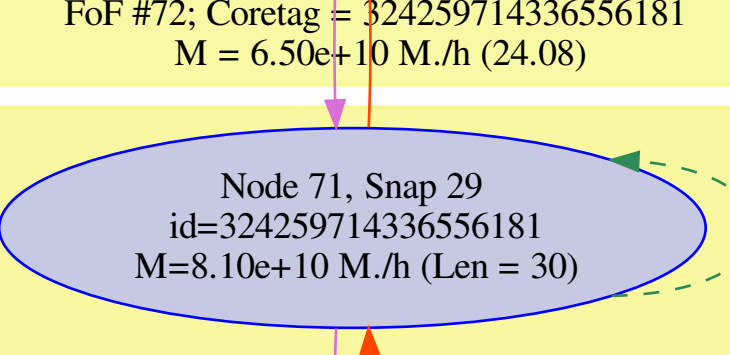 FoF #72; Coretag = 324259714336556181
M = 6.50e+10 M./h (24.08)
Node 71, Snap 29
id=324259714336556181
M=8.10e+10 M./h (Len = 30)